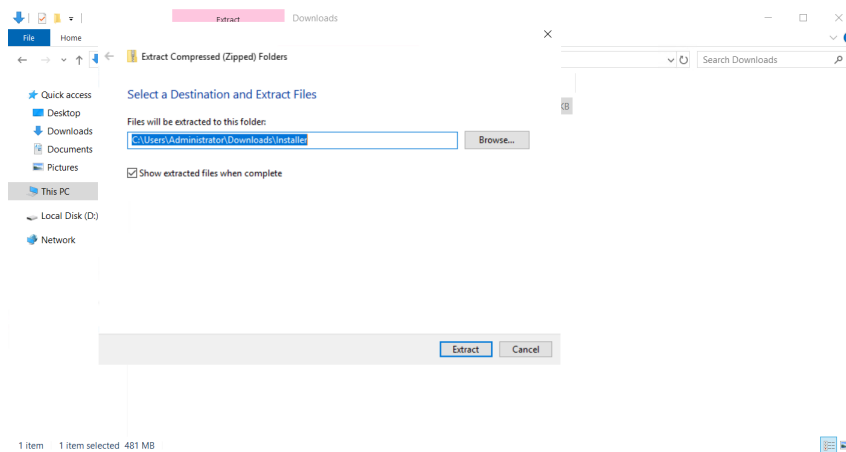 Extract Downloads
File Home
Extract Compressed (Zipped) Folders
Search Downloads
Quick access
Desktop
Downloads
Documents
Pictures
This PC
Local Disk (D:)
Network
Select a Destination and Extract Files
Files will be extracted to this folder:
C:\Users\Administrator\Downloads\Installer
Browse...
Show extracted files when complete
KB
Extract Cancel
1 item 1 item selected 481 MB